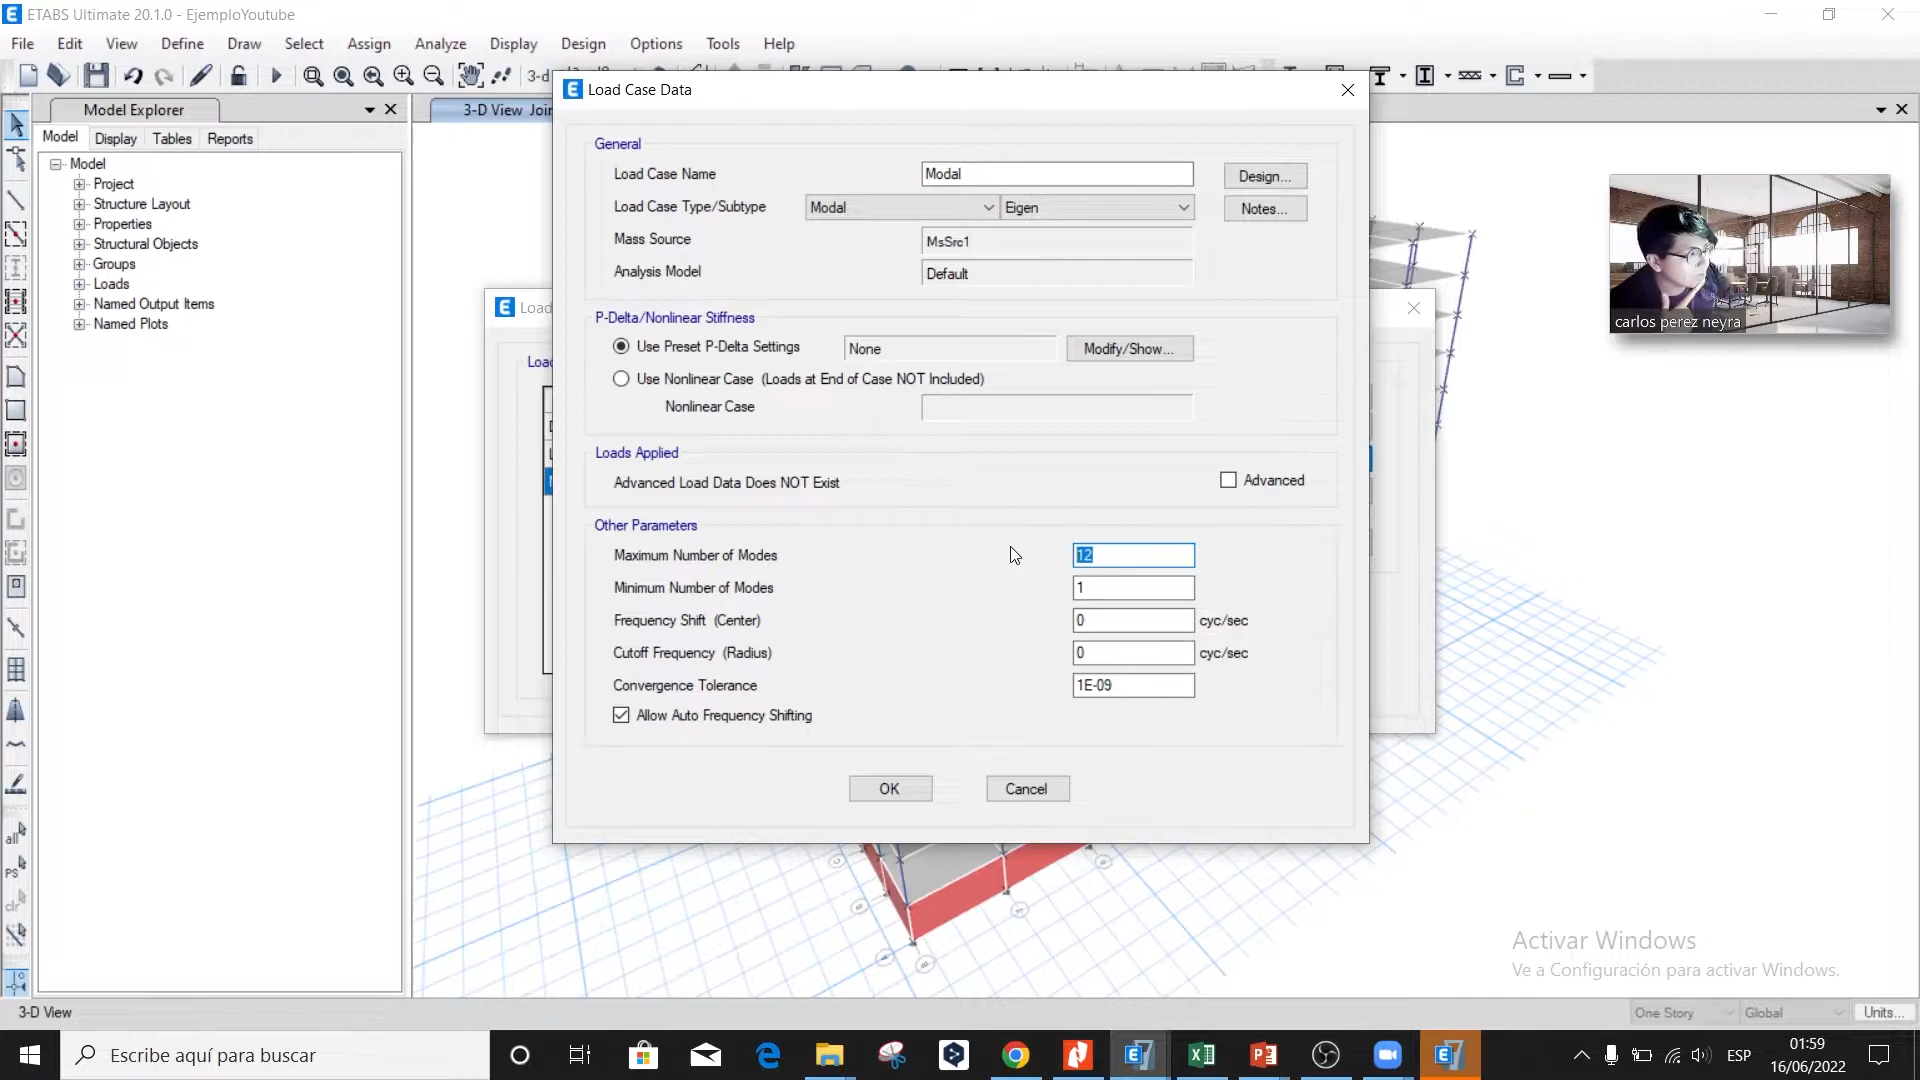 ETABS Ultimate 20.1.0 - EjemploYoutube
File Edit View Define Draw Select Assign Analyze Display Design Options Tools Help
3-d
Model Explorer
3-D View Join
Model Display Tables Reports
Model
Project
Structure Layout
Properties
Structural Objects
Groups
Loads
Named Output Items
Named Plots
Load
Load Case Data
General
Load Case Name Modal Design...
Load Case Type/Subtype Modal Eigen Notes...
Mass Source MsSrc1
Analysis Model Default
P-Delta/Nonlinear Stiffness
Use Preset P-Delta Settings None Modify/Show...
Use Nonlinear Case (Loads at End of Case NOT Included)
Nonlinear Case
Loads Applied
Advanced Load Data Does NOT Exist Advanced
Other Parameters
Maximum Number of Modes 12
Minimum Number of Modes 1
Frequency Shift (Center) 0 cyc/sec
Cutoff Frequency (Radius) 0 cyc/sec
Convergence Tolerance 1E-09
Allow Auto Frequency Shifting
OK Cancel
carlos perez neyra
all
PS
clr
Activar Windows
Ve a Configuración para activar Windows.
3-D View
One Story Global Units...
Escribe aquí para buscar
ESP
01:59
16/06/2022